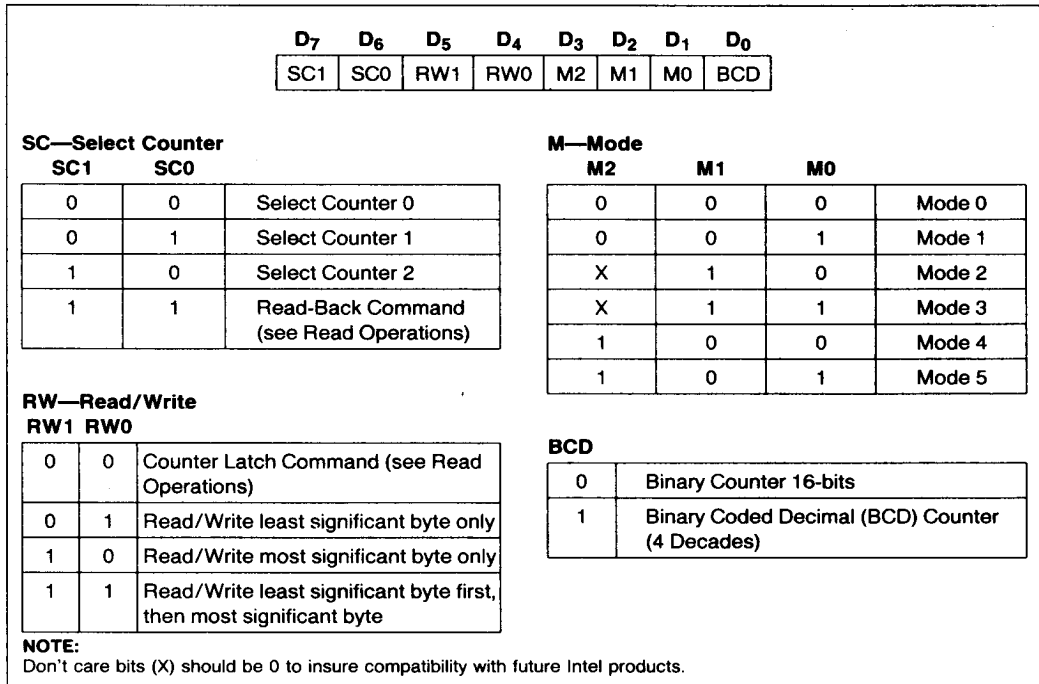 D7 D6 D5 D4 D3 D2 D1 D0
SC1 SC0 RW1 RW0 M2 M1 M0 BCD
SC—Select Counter
SC1 SC0
0 0 Select Counter 0
0 1 Select Counter 1
1 0 Select Counter 2
1 1 Read-Back Command
(see Read Operations)
RW—Read/Write
RW1 RW0
0 0 Counter Latch Command (see Read
Operations)
0 1 Read/Write least significant byte only
1 0 Read/Write most significant byte only
1 1 Read/Write least significant byte first,
then most significant byte
M—Mode
M2 M1 M0
0 0 0 Mode 0
0 0 1 Mode 1
X 1 0 Mode 2
X 1 1 Mode 3
1 0 0 Mode 4
1 0 1 Mode 5
BCD
0 Binary Counter 16-bits
1 Binary Coded Decimal (BCD) Counter
(4 Decades)
NOTE:
Don't care bits (X) should be 0 to insure compatibility with future Intel products.